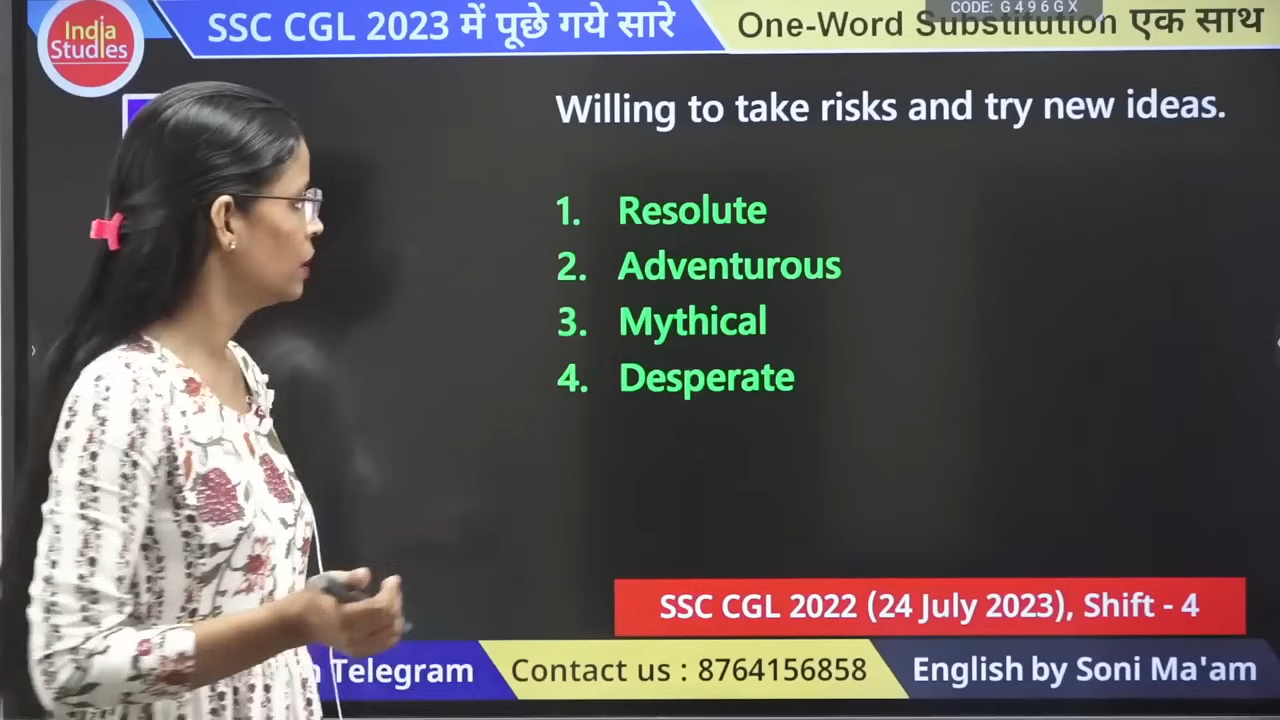 India
Studies
SSC CGL 2023 में पूछे गये सारे
One-Word Substitution एक साथ
CODE: G496GX
Willing to take risks and try new ideas.
1. Resolute
2. Adventurous
3. Mythical
4. Desperate
SSC CGL 2022 (24 July 2023), Shift - 4
Telegram
Contact us : 8764156858
English by Soni Ma'am